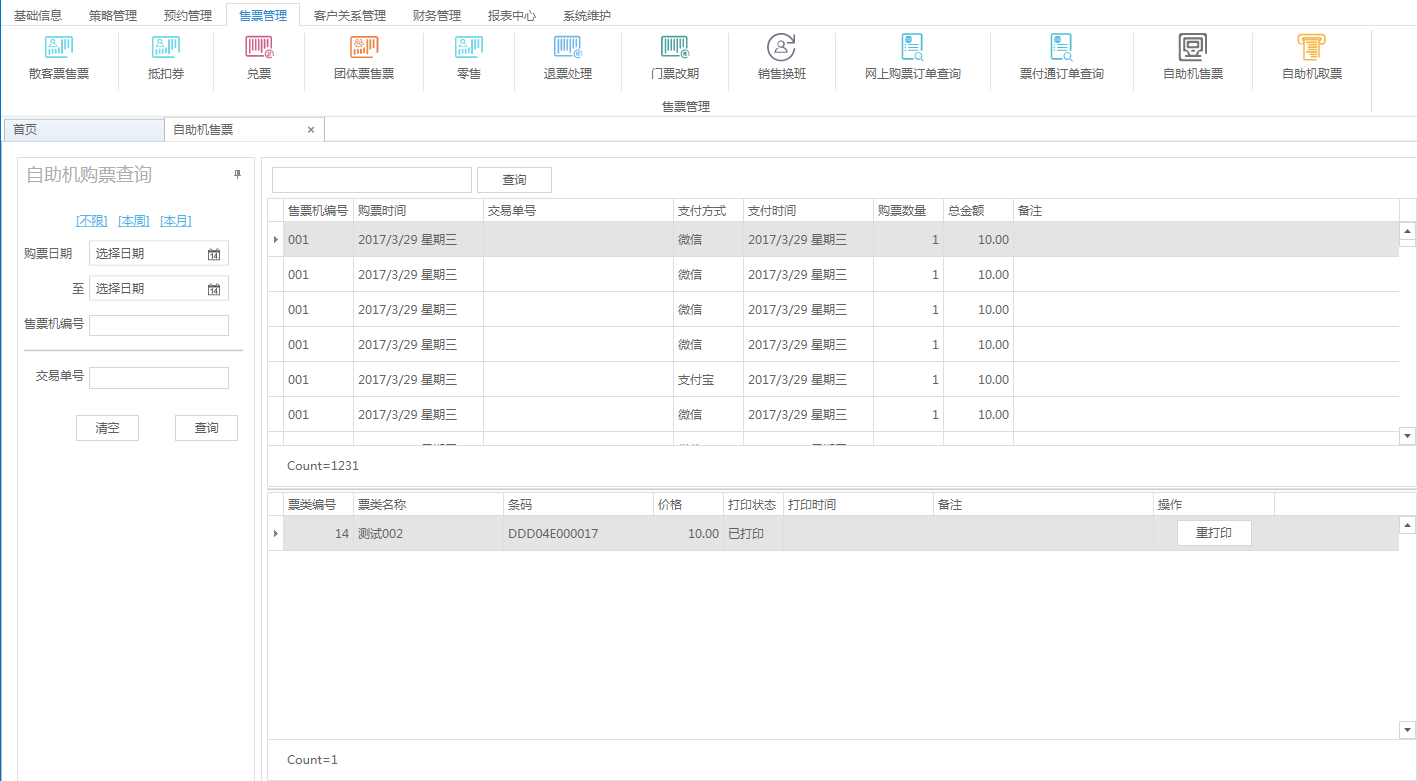 基础信息 策略管理 预约管理 售票管理 客户关系管理 财务管理 报表中心 系统维护
散客票售票 抵扣券 兑票 团体票售票 零售 退票处理 门票改期 销售换班 网上购票订单查询 票付通订单查询 自助机售票 自助机取票
售票管理
首页 自助机售票 ×
自助机购票查询
[不限] [本周] [本月]
购票日期 选择日期 14
至 选择日期 14
售票机编号
交易单号
清空 查询
查询
售票机编号 购票时间 交易单号 支付方式 支付时间 购票数量 总金额 备注
001 2017/3/29 星期三 微信 2017/3/29 星期三 1 10.00
001 2017/3/29 星期三 微信 2017/3/29 星期三 1 10.00
001 2017/3/29 星期三 微信 2017/3/29 星期三 1 10.00
001 2017/3/29 星期三 微信 2017/3/29 星期三 1 10.00
001 2017/3/29 星期三 支付宝 2017/3/29 星期三 1 10.00
001 2017/3/29 星期三 微信 2017/3/29 星期三 1 10.00
Count=1231
票类编号 票类名称 条码 价格 打印状态 打印时间 备注 操作
14 测试002 DDD04E000017 10.00 已打印 重打印
Count=1